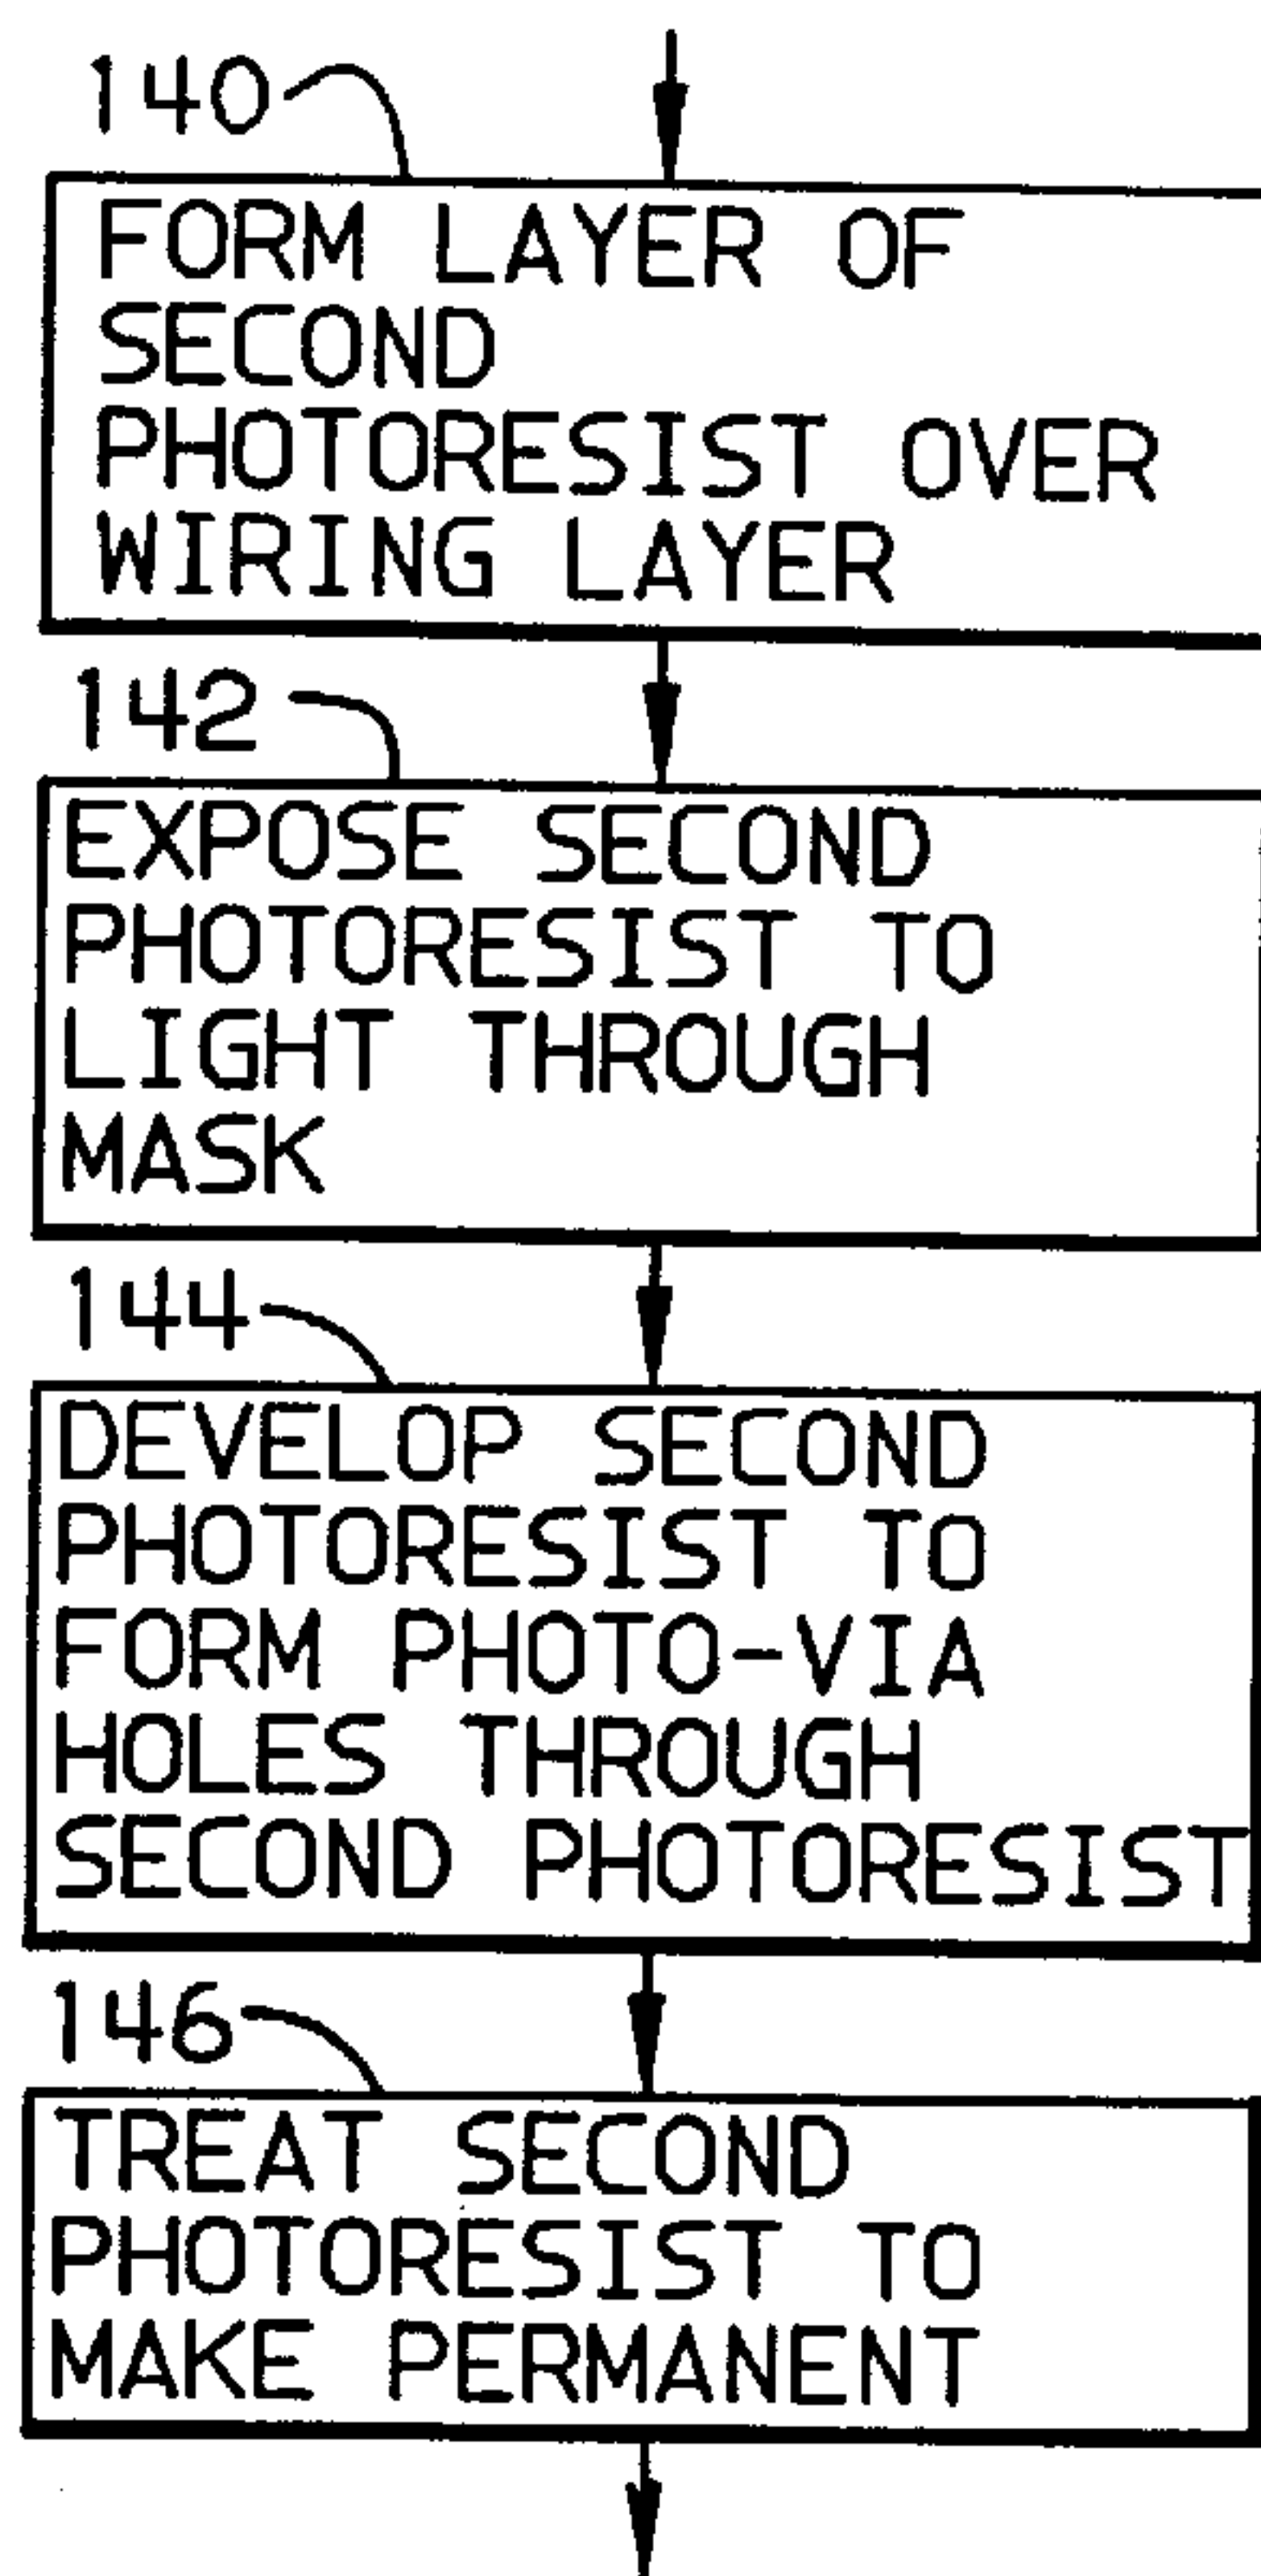 140
FORM LAYER OF
SECOND
PHOTORESIST OVER
WIRING LAYER
142
EXPOSE SECOND
PHOTORESIST TO
LIGHT THROUGH
MASK
144
DEVELOP SECOND
PHOTORESIST TO
FORM PHOTO-VIA
HOLES THROUGH
SECOND PHOTORESIST
146
TREAT SECOND
PHOTORESIST TO
MAKE PERMANENT